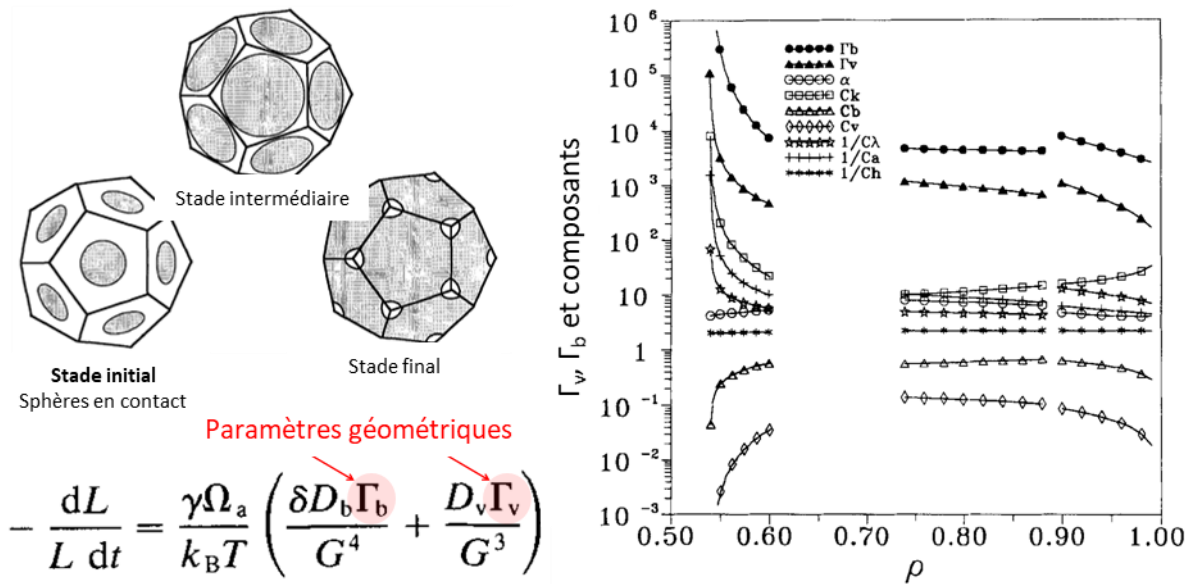 Stade intermédiaire
Stade initial
Sphères en contact
Stade final
Paramètres géométriques
− dL / L dt = γΩa / kBT ( δDbΓb / G⁴ + DvΓv / G³ )
Γv, Γb et composants
10⁶
10⁵
10⁴
10³
10²
10
1
10⁻¹
10⁻²
10⁻³
Γb
Γv
α
Ck
Cb
Cv
1/Cλ
1/Ca
1/Ch
0.50 0.60 0.70 0.80 0.90 1.00
ρ